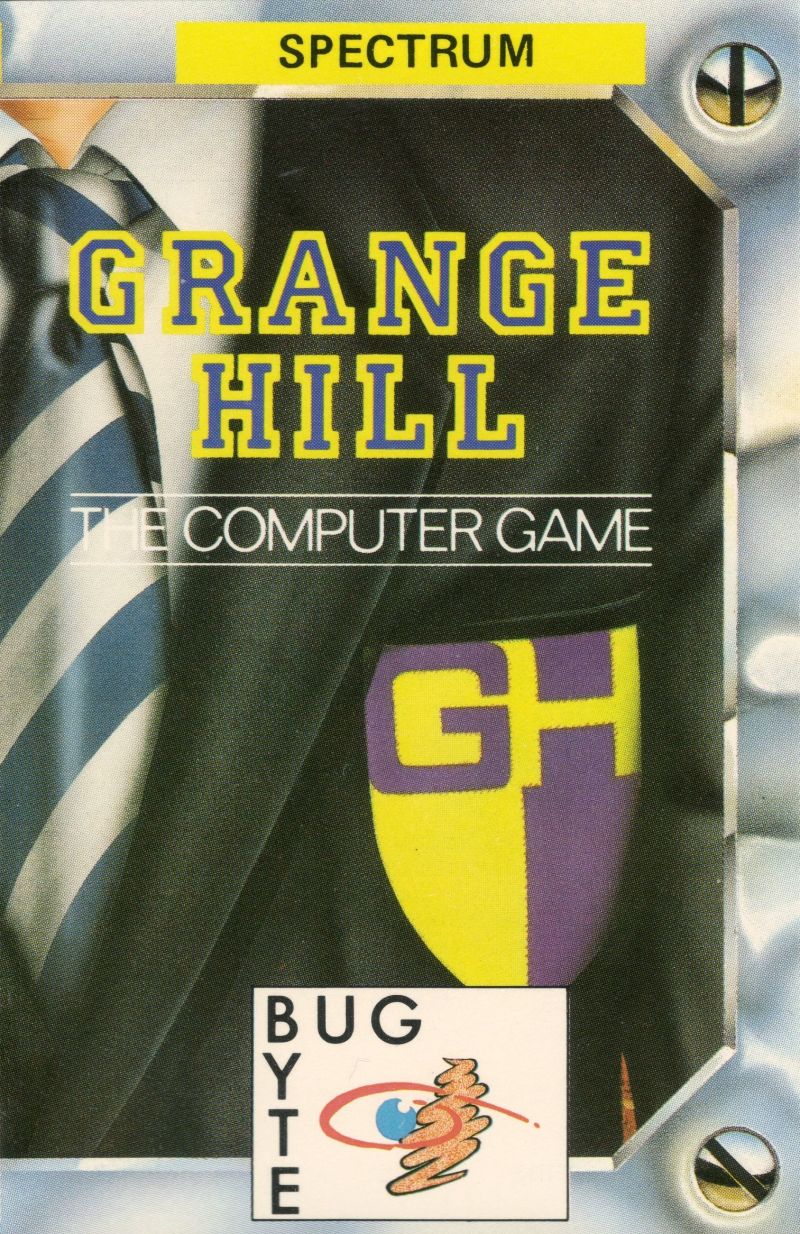 SPECTRUM
GRANGE
HILL
THE COMPUTER GAME
GH
BUG
BYTE